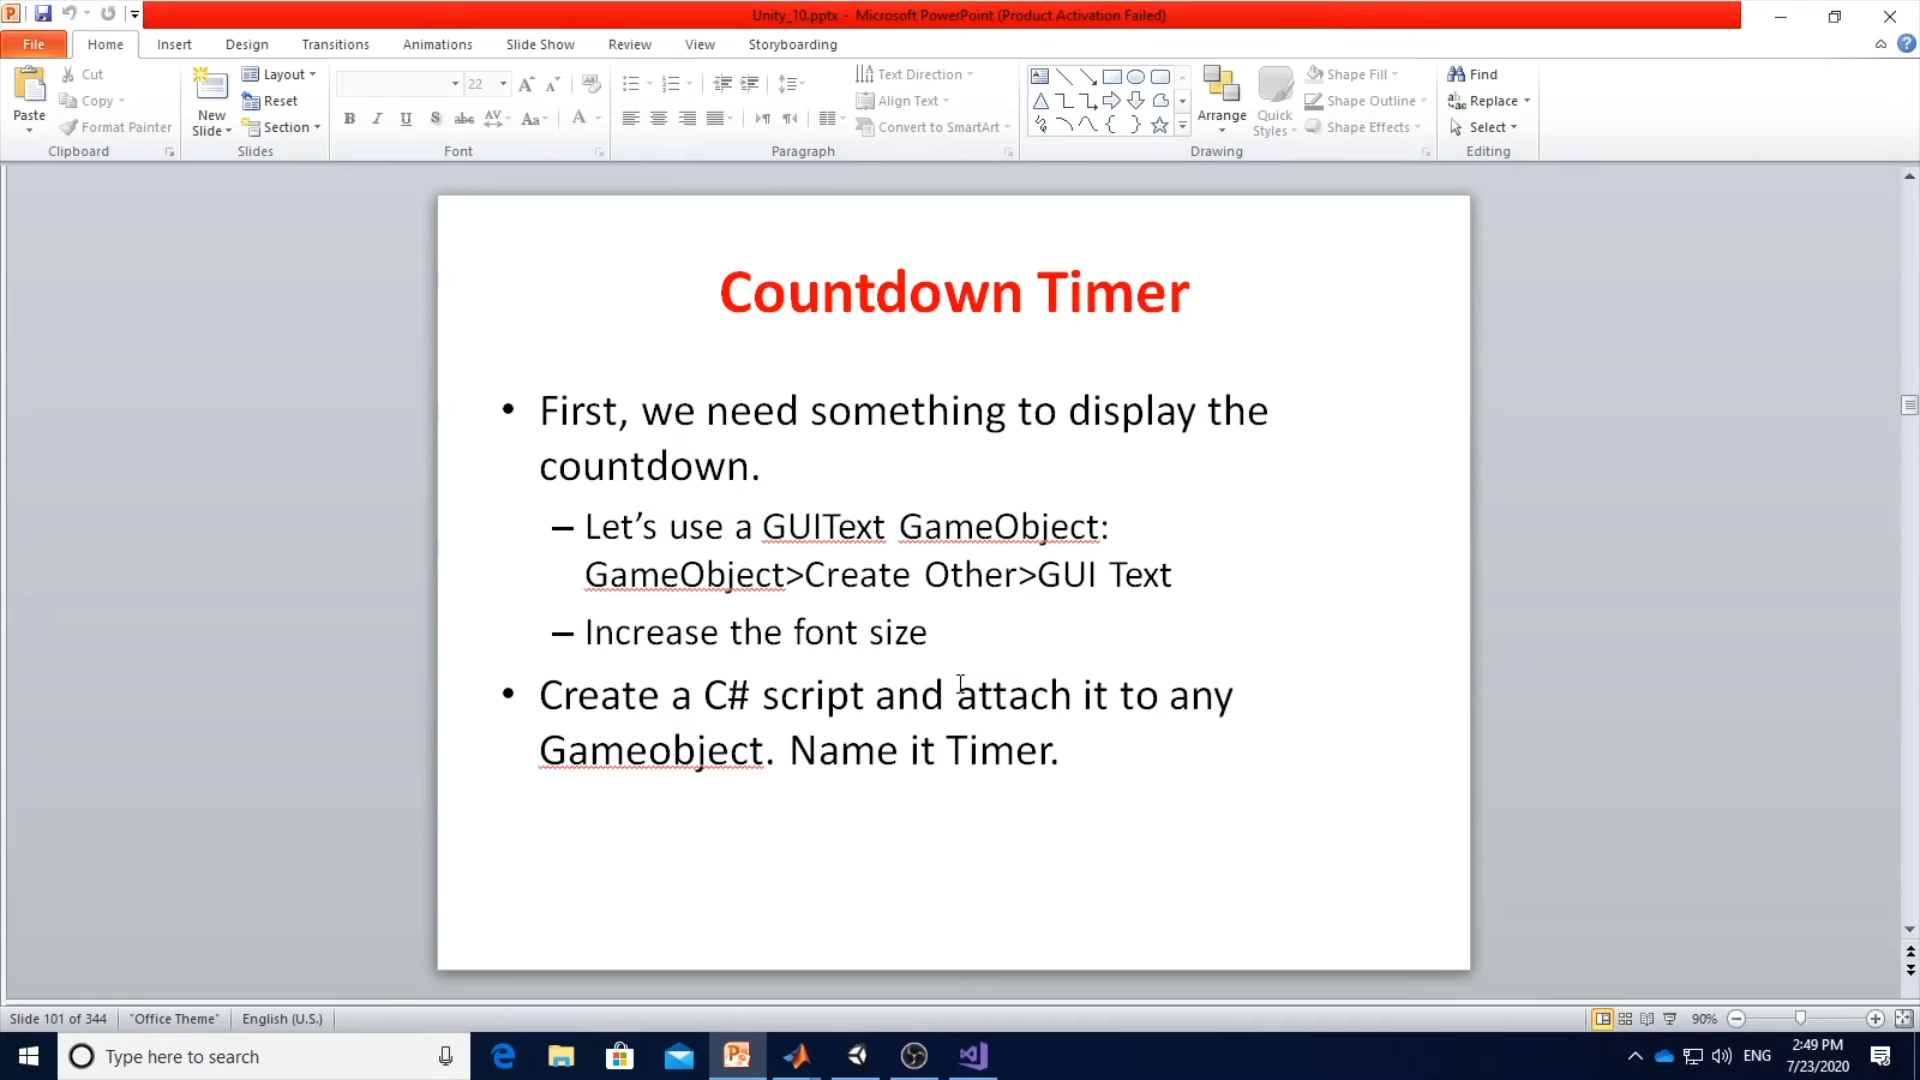 Unity_10.pptx - Microsoft PowerPoint (Product Activation Failed)
File Home Insert Design Transitions Animations Slide Show Review View Storyboarding
Paste
Cut
Copy
Format Painter
Clipboard
New Slide
Layout
Reset
Section
Slides
22
Font
Text Direction
Align Text
Convert to SmartArt
Paragraph
Arrange
Quick Styles
Shape Fill
Shape Outline
Shape Effects
Drawing
Find
Replace
Select
Editing
Countdown Timer
• First, we need something to display the
countdown.
– Let’s use a GUIText GameObject:
GameObject>Create Other>GUI Text
– Increase the font size
• Create a C# script and attach it to any
Gameobject. Name it Timer.
Slide 101 of 344 "Office Theme" English (U.S.) 90%
Type here to search
ENG
2:49 PM
7/23/2020